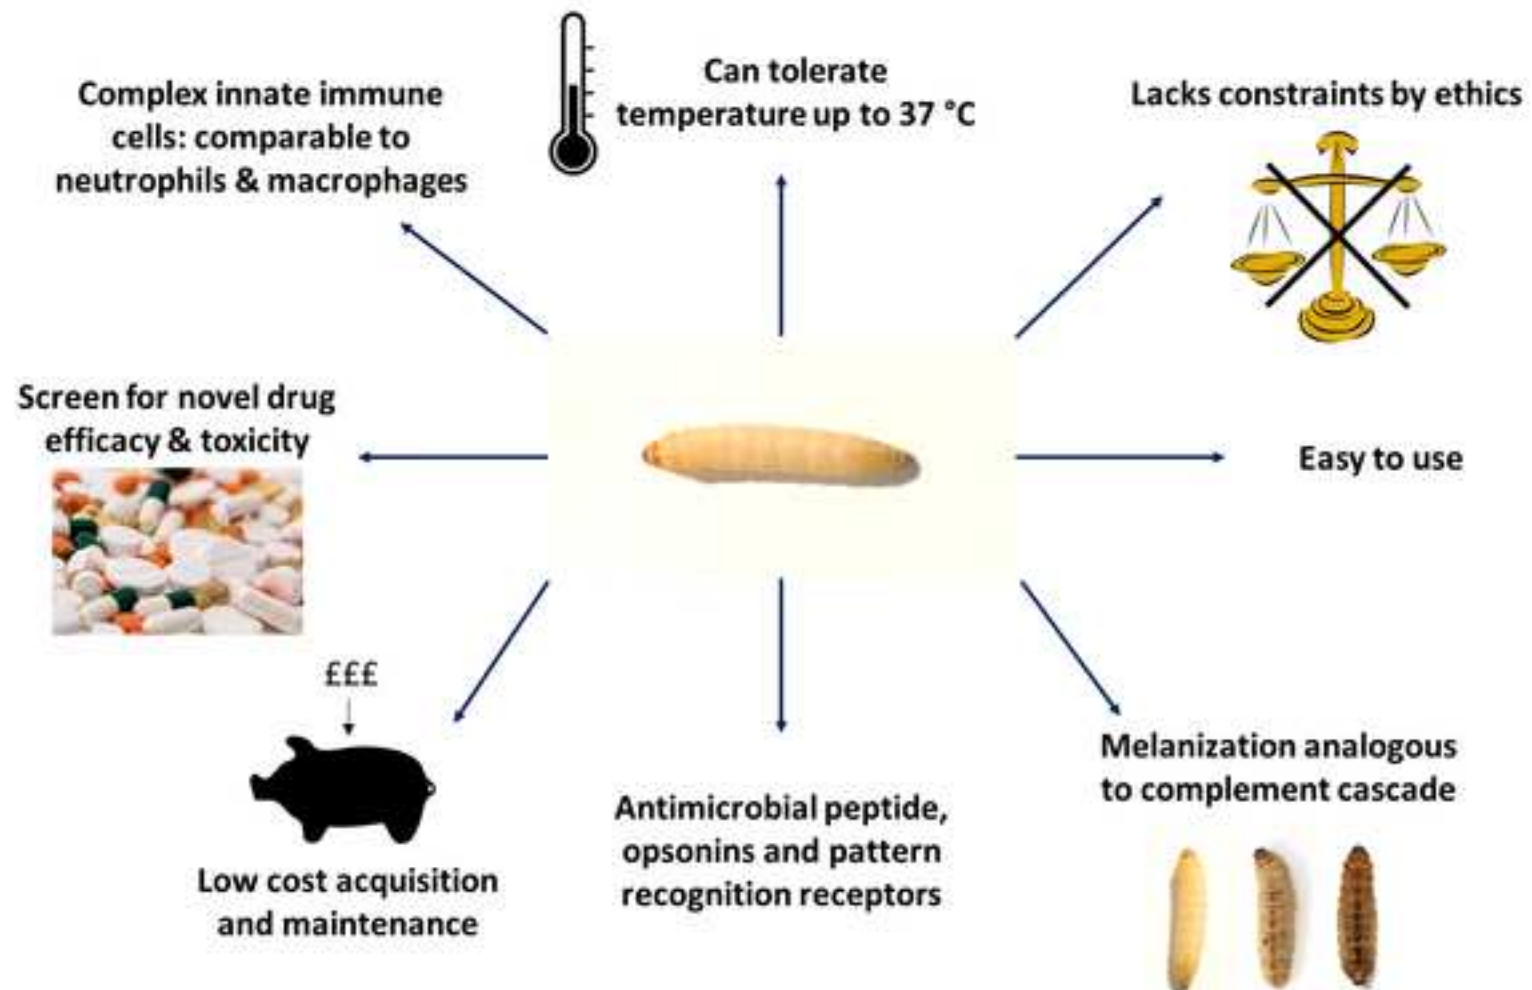 Complex innate immune
cells: comparable to
neutrophils & macrophages
Can tolerate
temperature up to 37 °C
Lacks constraints by ethics
Screen for novel drug
efficacy & toxicity
Easy to use
£££
Low cost acquisition
and maintenance
Antimicrobial peptide,
opsonins and pattern
recognition receptors
Melanization analogous
to complement cascade